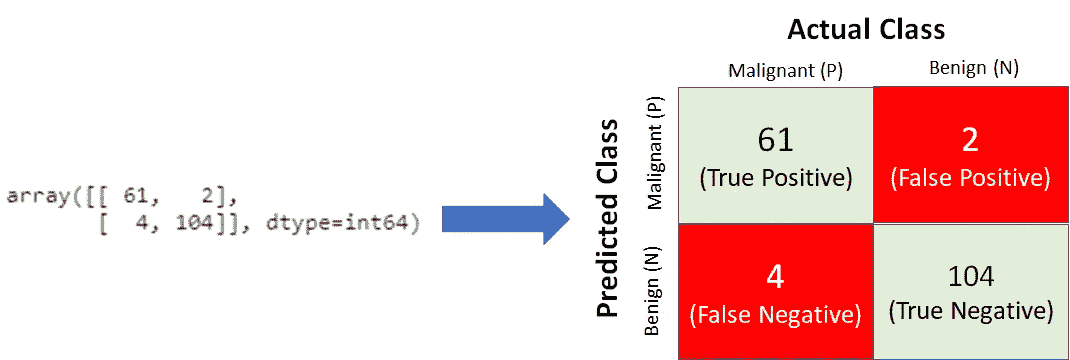 array([[ 61,   2],
       [  4, 104]], dtype=int64)
Actual Class
Malignant (P)
Benign (N)
Predicted Class
Malignant (P)
61
(True Positive)
2
(False Positive)
Benign (N)
4
(False Negative)
104
(True Negative)